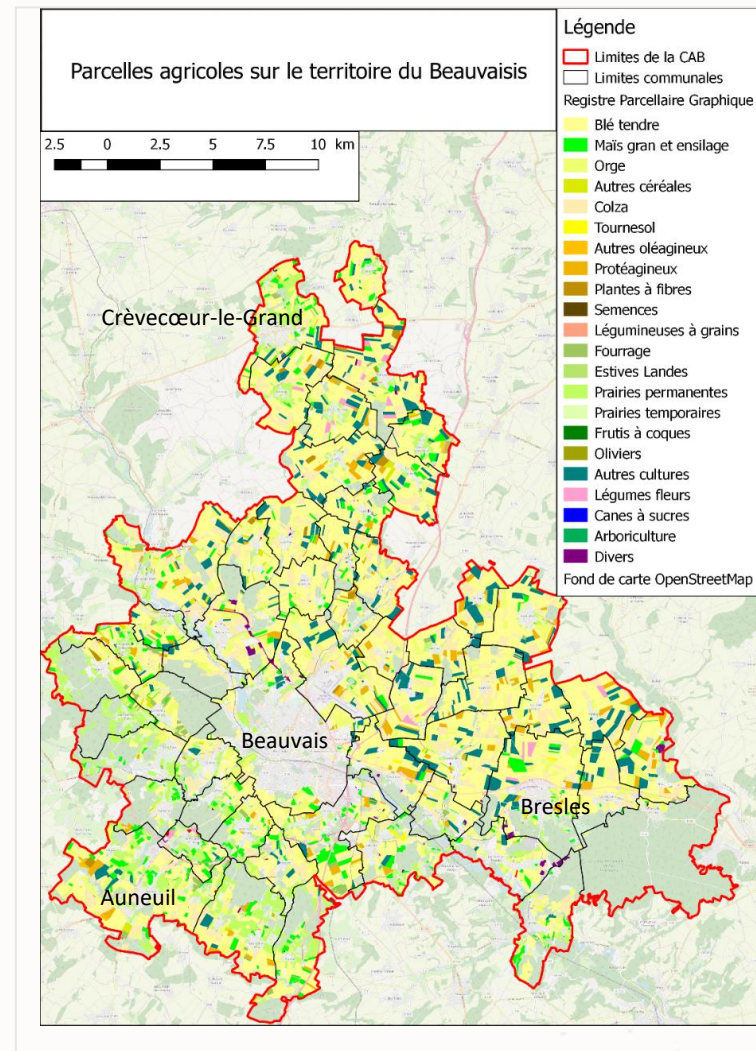 Parcelles agricoles sur le territoire du Beauvaisis
2.5 0 2.5 5 7.5 10 km
Légende
Limites de la CAB
Limites communales
Registre Parcellaire Graphique
Blé tendre
Maïs gran et ensilage
Orge
Autres céréales
Colza
Tournesol
Autres oléagineux
Protéagineux
Plantes à fibres
Semences
Légumineuses à grains
Fourrage
Estives Landes
Prairies permanentes
Prairies temporaires
Frutis à coques
Oliviers
Autres cultures
Légumes fleurs
Canes à sucres
Arboriculture
Divers
Fond de carte OpenStreetMap
Crèvecœur-le-Grand
Beauvais
Bresles
Auneuil